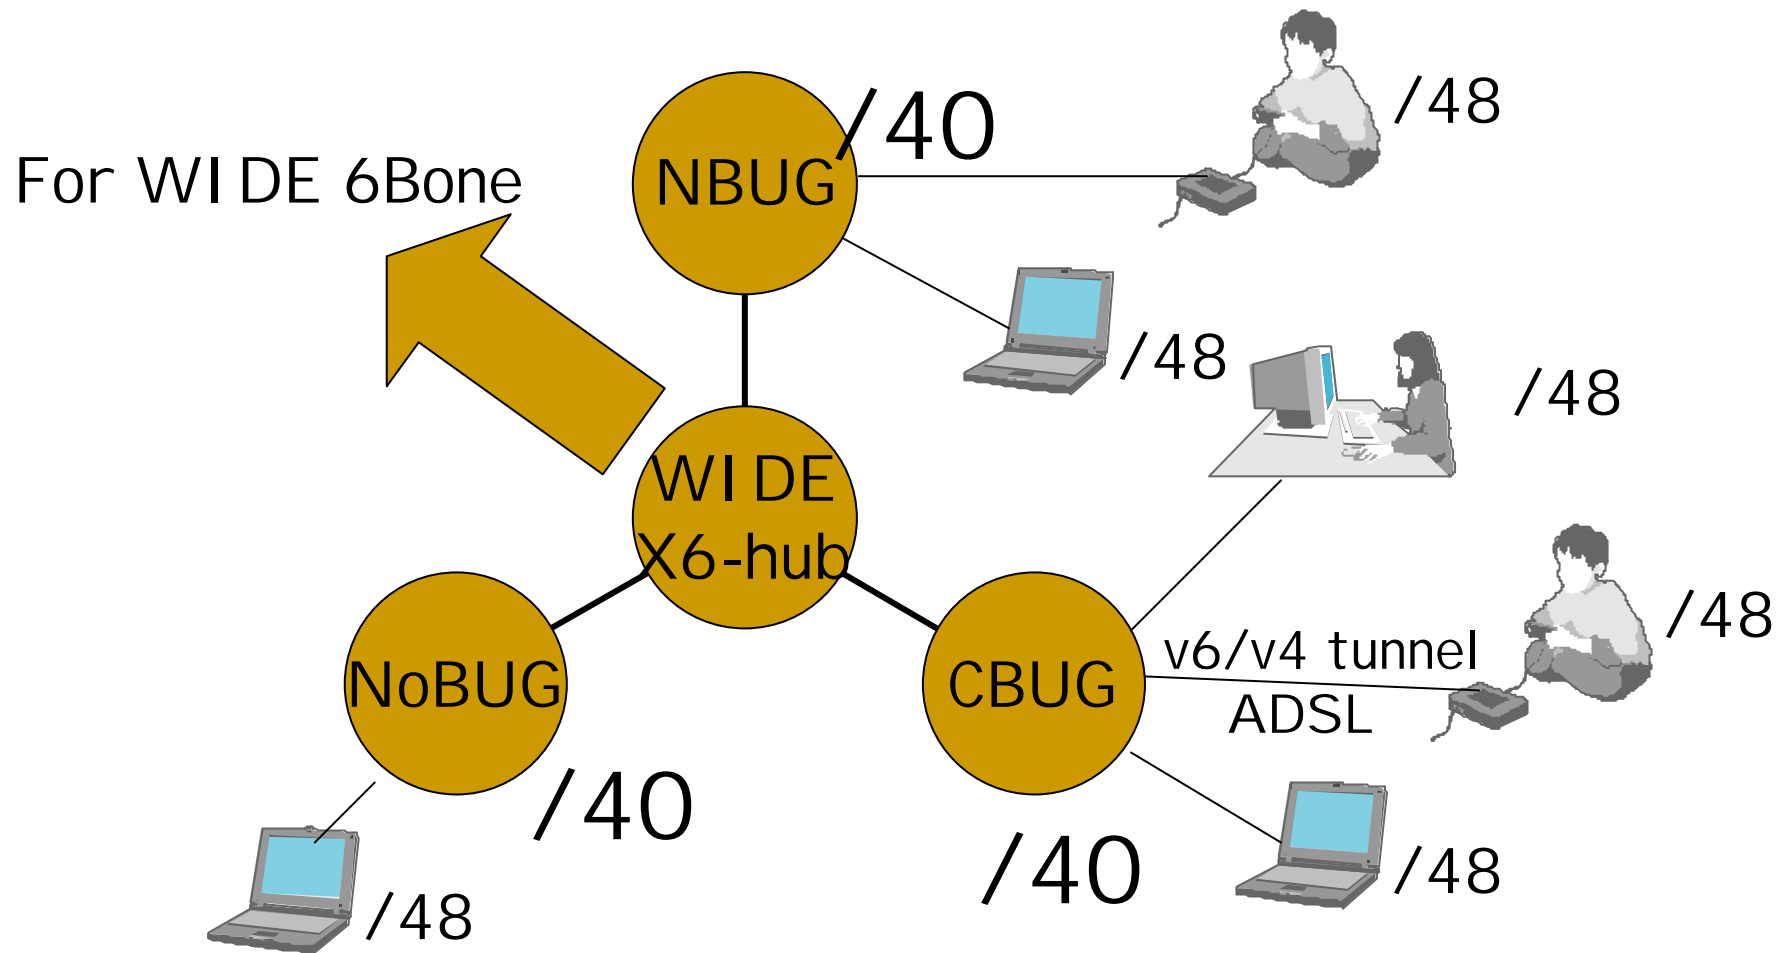 /40
/48
For WIDE 6Bone
NBUG
/48
/48
WIDE
X6-hub
/48
v6/v4 tunnel
ADSL
NoBUG
CBUG
/40
/40
/48
/48